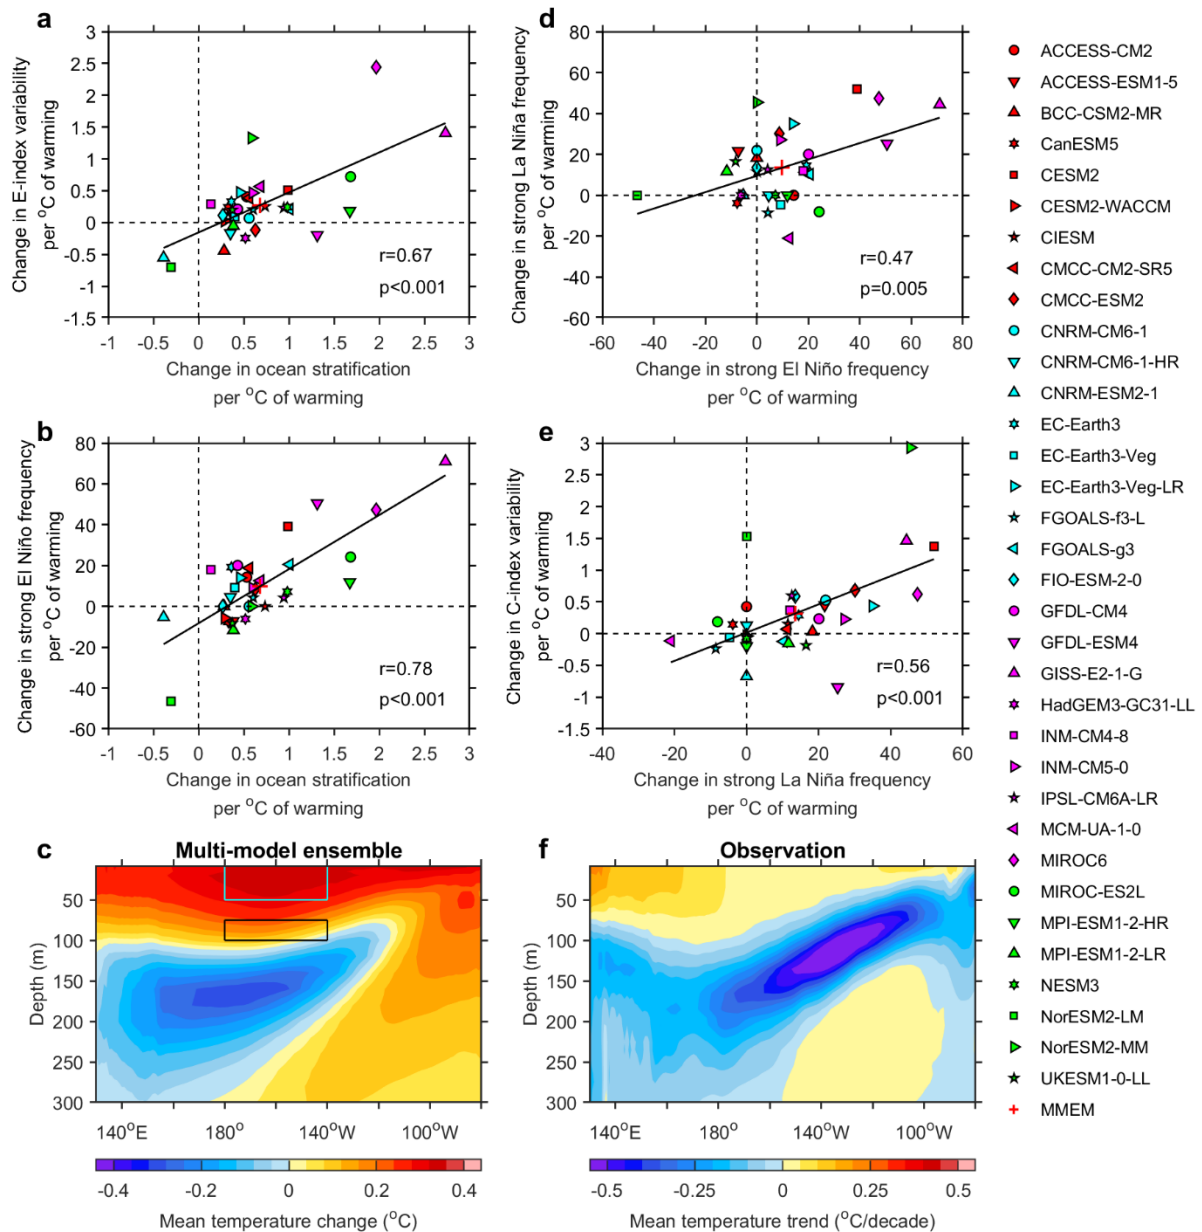 a
3
2.5
2
1.5
1
0.5
0
-0.5
-1
-1.5
Change in E-index variability
per °C of warming
r=0.67
p<0.001
-1 -0.5 0 0.5 1 1.5 2 2.5 3
Change in ocean stratification
per °C of warming
d
80
60
40
20
0
-20
-40
-60
Change in strong La Niña frequency
per °C of warming
r=0.47
p=0.005
-60 -40 -20 0 20 40 60 80
Change in strong El Niño frequency
per °C of warming
b
80
60
40
20
0
-20
-40
-60
Change in strong El Niño frequency
per °C of warming
r=0.78
p<0.001
-1 -0.5 0 0.5 1 1.5 2 2.5 3
Change in ocean stratification
per °C of warming
e
3
2.5
2
1.5
1
0.5
0
-0.5
-1
-1.5
Change in C-index variability
per °C of warming
r=0.56
p<0.001
-40 -20 0 20 40 60
Change in strong La Niña frequency
per °C of warming
c
Multi-model ensemble
50
100
150
200
250
300
Depth (m)
140°E 180° 140°W 100°W
-0.4 -0.2 0 0.2 0.4
Mean temperature change (°C)
f
Observation
50
100
150
200
250
300
Depth (m)
140°E 180° 140°W 100°W
-0.5 -0.25 0 0.25 0.5
Mean temperature trend (°C/decade)
ACCESS-CM2
ACCESS-ESM1-5
BCC-CSM2-MR
CanESM5
CESM2
CESM2-WACCM
CIESM
CMCC-CM2-SR5
CMCC-ESM2
CNRM-CM6-1
CNRM-CM6-1-HR
CNRM-ESM2-1
EC-Earth3
EC-Earth3-Veg
EC-Earth3-Veg-LR
FGOALS-f3-L
FGOALS-g3
FIO-ESM-2-0
GFDL-CM4
GFDL-ESM4
GISS-E2-1-G
HadGEM3-GC31-LL
INM-CM4-8
INM-CM5-0
IPSL-CM6A-LR
MCM-UA-1-0
MIROC6
MIROC-ES2L
MPI-ESM1-2-HR
MPI-ESM1-2-LR
NESM3
NorESM2-LM
NorESM2-MM
UKESM1-0-LL
MMEM